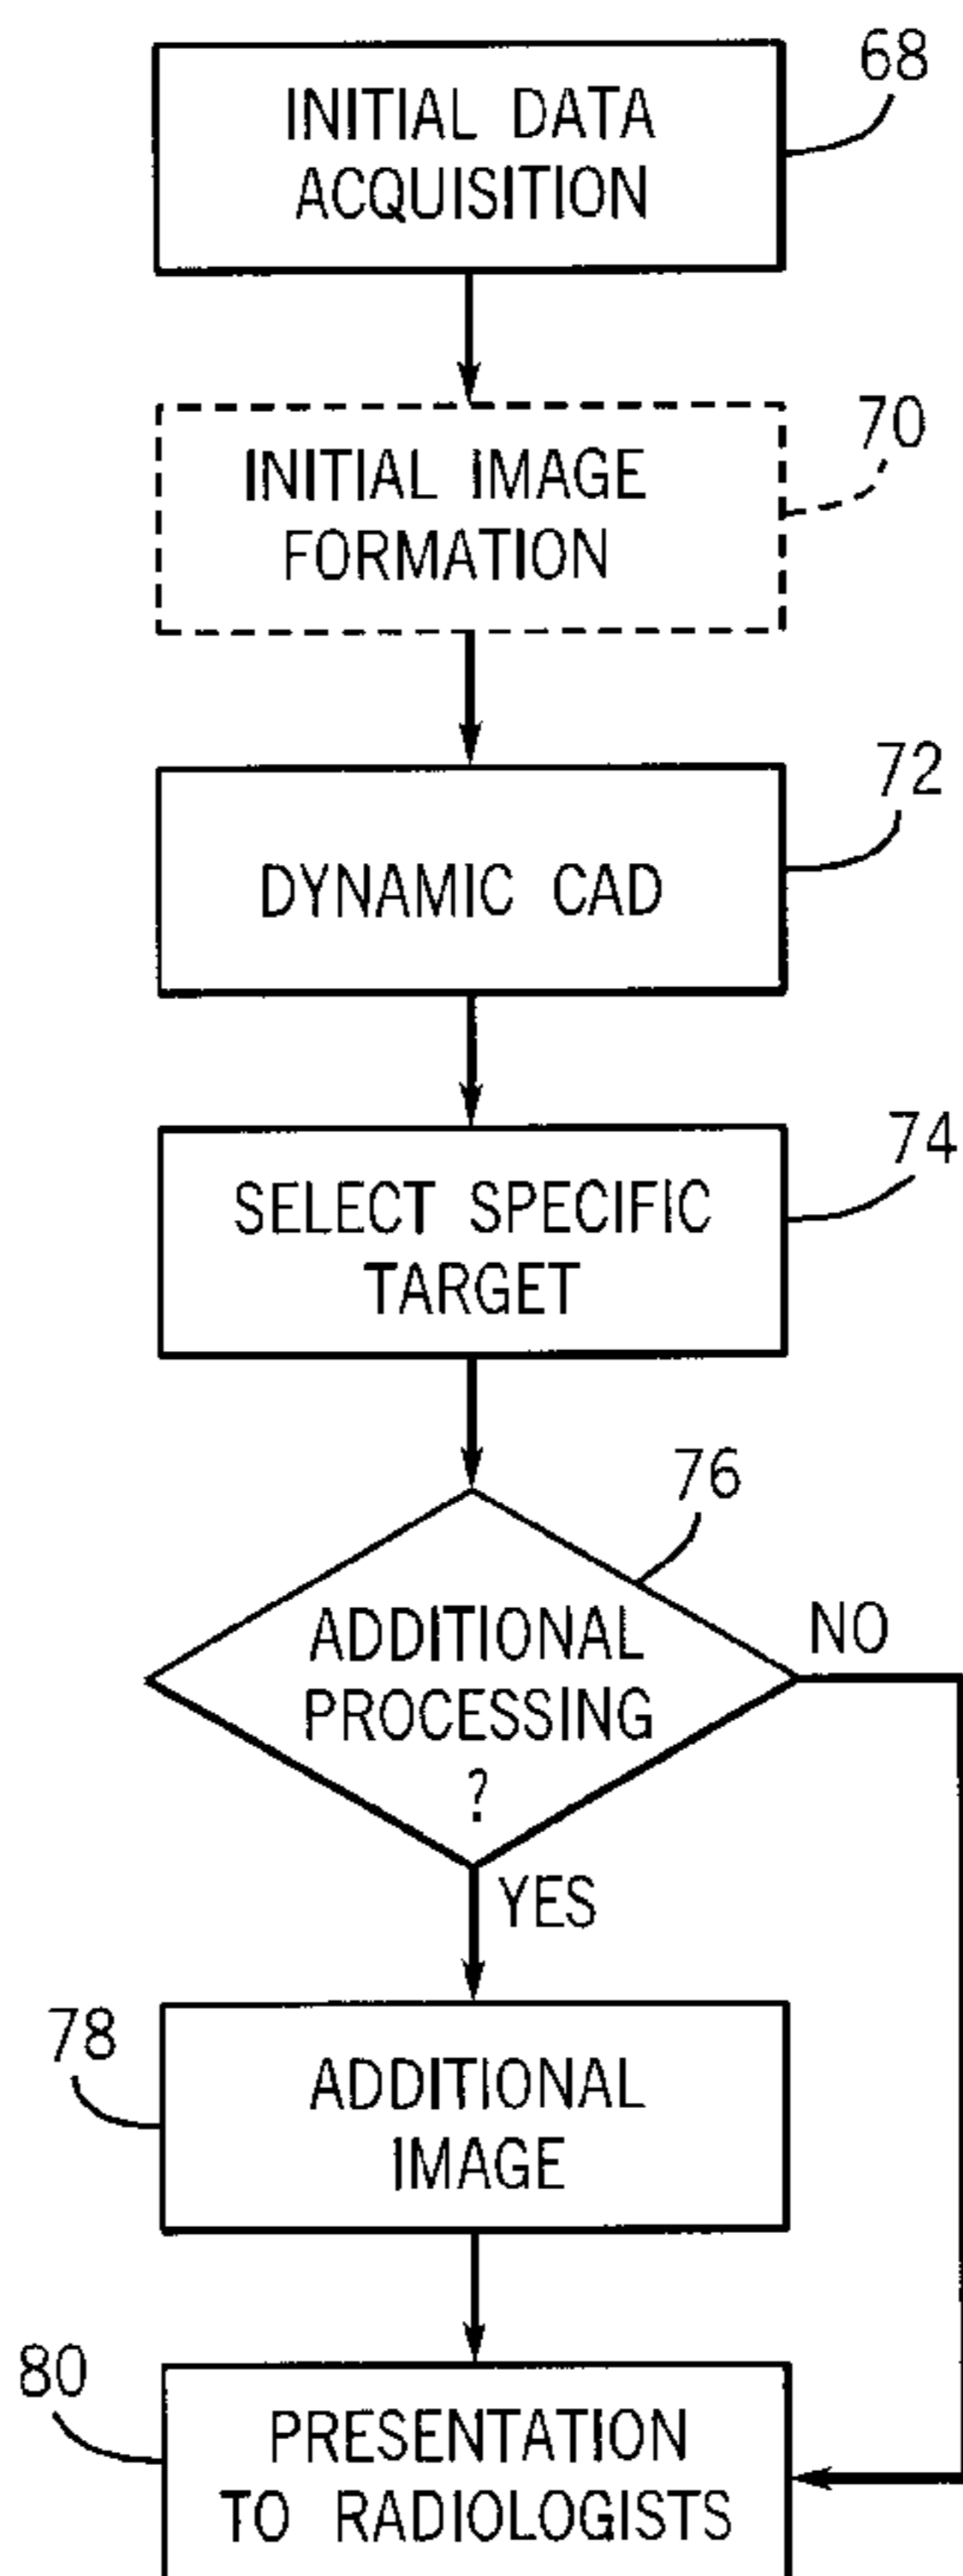 68
INITIAL DATA
ACQUISITION
70
INITIAL IMAGE
FORMATION
72
DYNAMIC CAD
74
SELECT SPECIFIC
TARGET
76
ADDITIONAL
PROCESSING
?
NO
YES
78
ADDITIONAL
IMAGE
80
PRESENTATION
TO RADIOLOGISTS